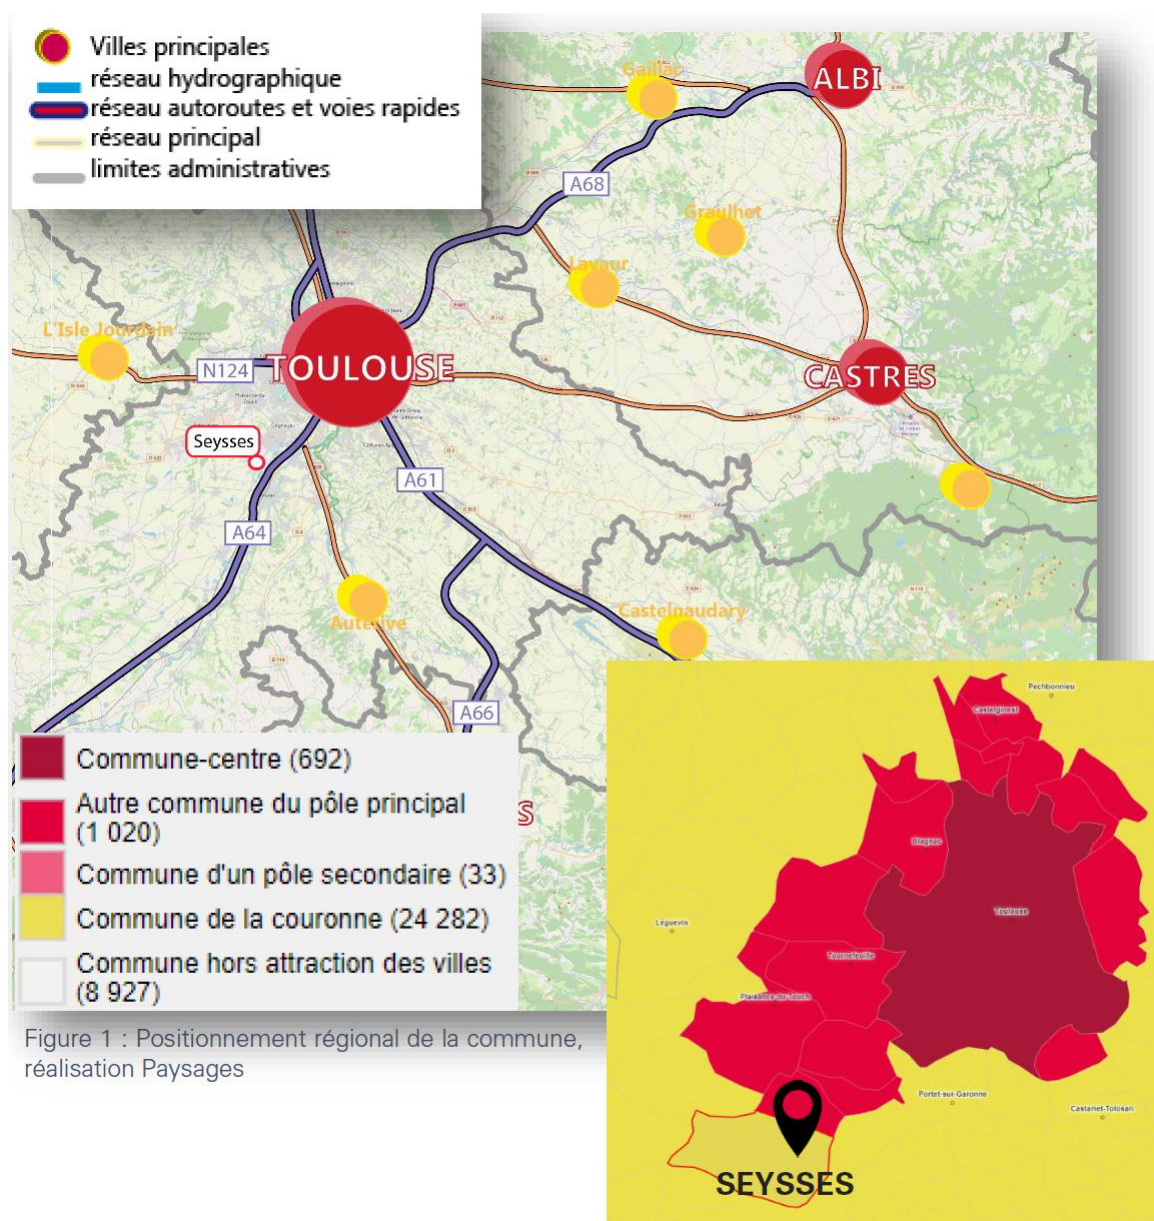 Villes principales
réseau hydrographique
réseau autoroutes et voies rapides
réseau principal
limites administratives
Gaillac
ALBI
A68
Graulhet
Lavaur
L'Isle Jourdain
N124
TOULOUSE
CASTRES
Seysses
A61
A64
Auterive
Castelnaudary
A66
S
Commune-centre (692)
Autre commune du pôle principal
(1 020)
Commune d'un pôle secondaire (33)
Commune de la couronne (24 282)
Commune hors attraction des villes
(8 927)
Figure 1 : Positionnement régional de la commune,
réalisation Paysages
Pechbonnieu
Castelginest
Blagnac
Toulouse
Léguevin
Tournefeuille
Plaisance-du-Touch
Portet-sur-Garonne
Castanet-Tolosan
SEYSSES